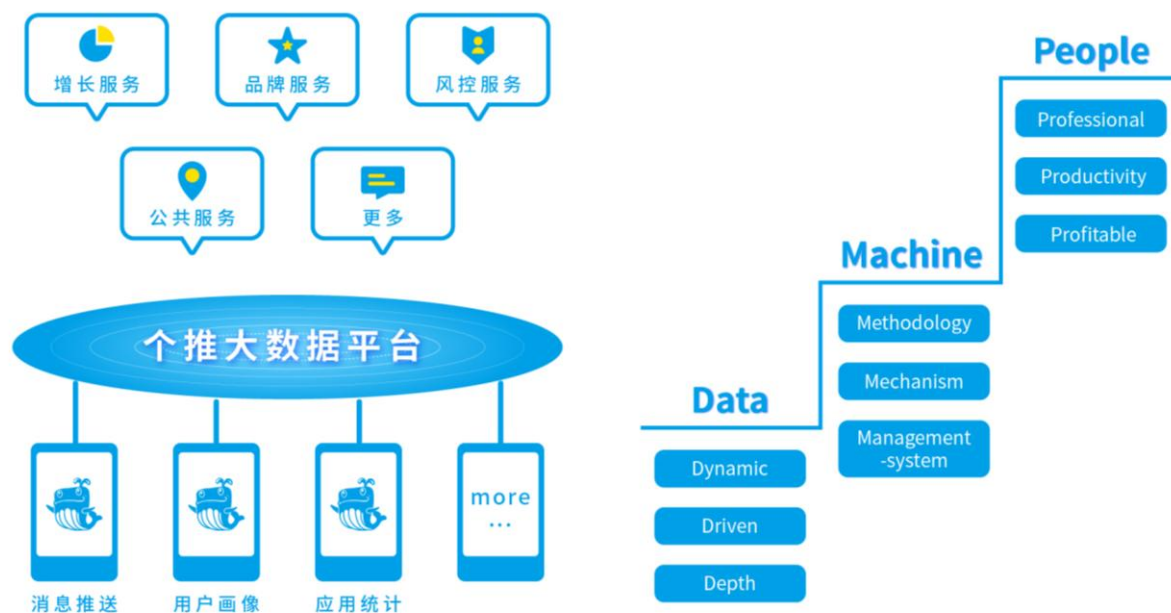 增长服务
品牌服务
风控服务
公共服务
更多
个推大数据平台
more
...
消息推送
用户画像
应用统计
People
Professional
Productivity
Profitable
Machine
Methodology
Mechanism
Management
-system
Data
Dynamic
Driven
Depth